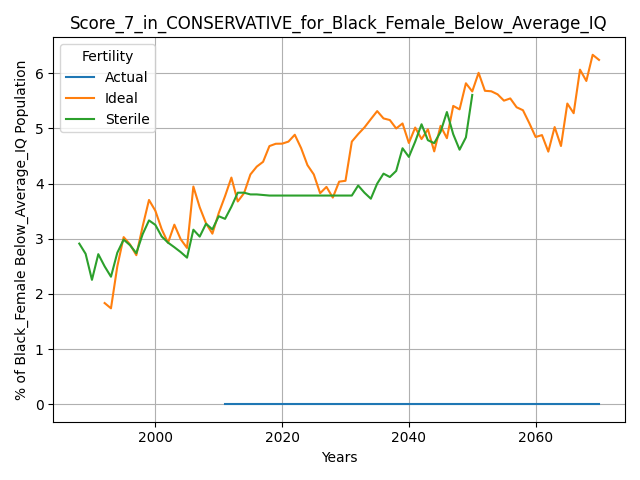 Score_7_in_CONSERVATIVE_for_Black_Female_Below_Average_IQ
Fertility
Actual
Ideal
Sterile
% of Black_Female Below_Average_IQ Population
6
5
4
3
2
1
0
2000
2020
2040
2060
Years